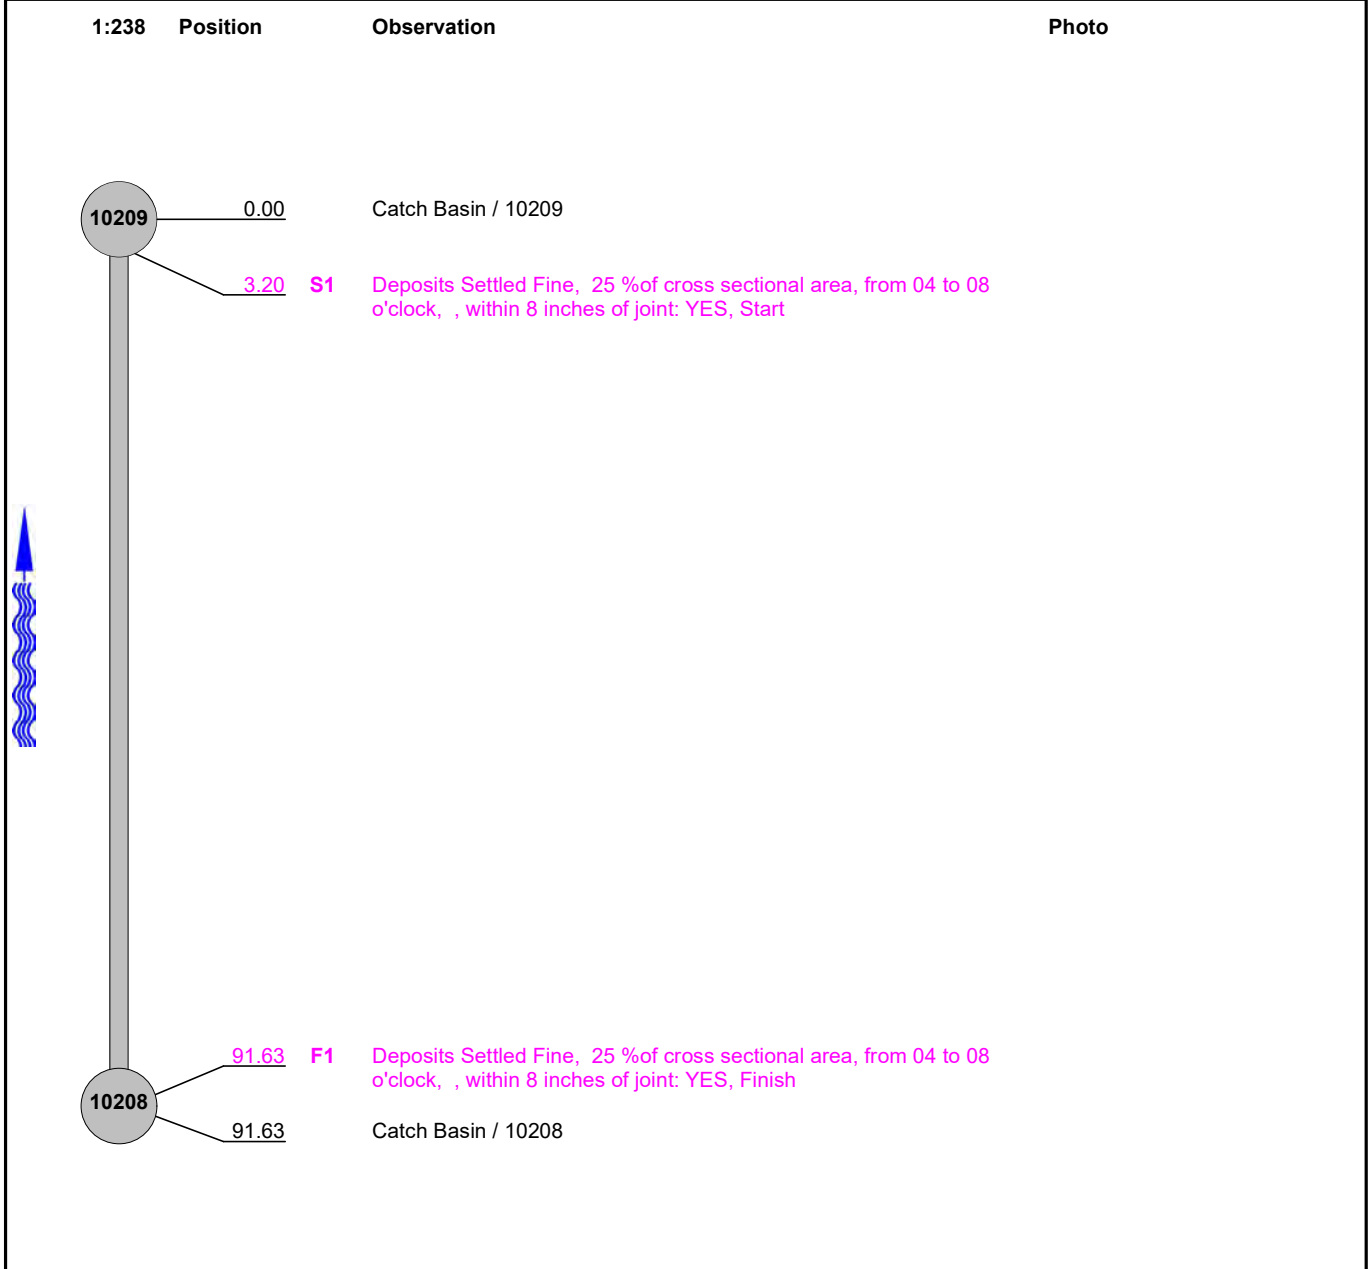 1:238 Position Observation Photo
10209 0.00 Catch Basin / 10209
3.20 S1 Deposits Settled Fine,  25 %of cross sectional area, from 04 to 08
o'clock,  , within 8 inches of joint: YES, Start
91.63 F1 Deposits Settled Fine,  25 %of cross sectional area, from 04 to 08
o'clock,  , within 8 inches of joint: YES, Finish
10208
91.63 Catch Basin / 10208